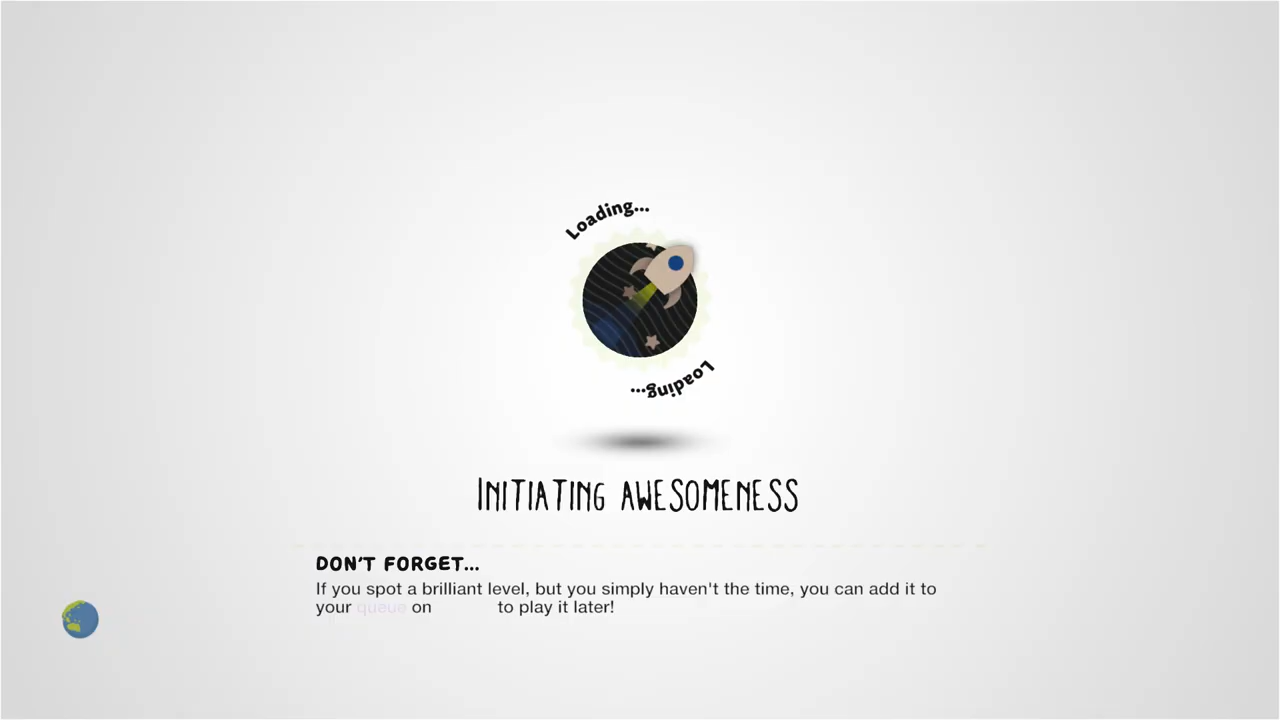 Loading...
Loading...
INITIATING AWESOMENESS
DON'T FORGET...
If you spot a brilliant level, but you simply haven't the time, you can add it to
your queue on to play it later!